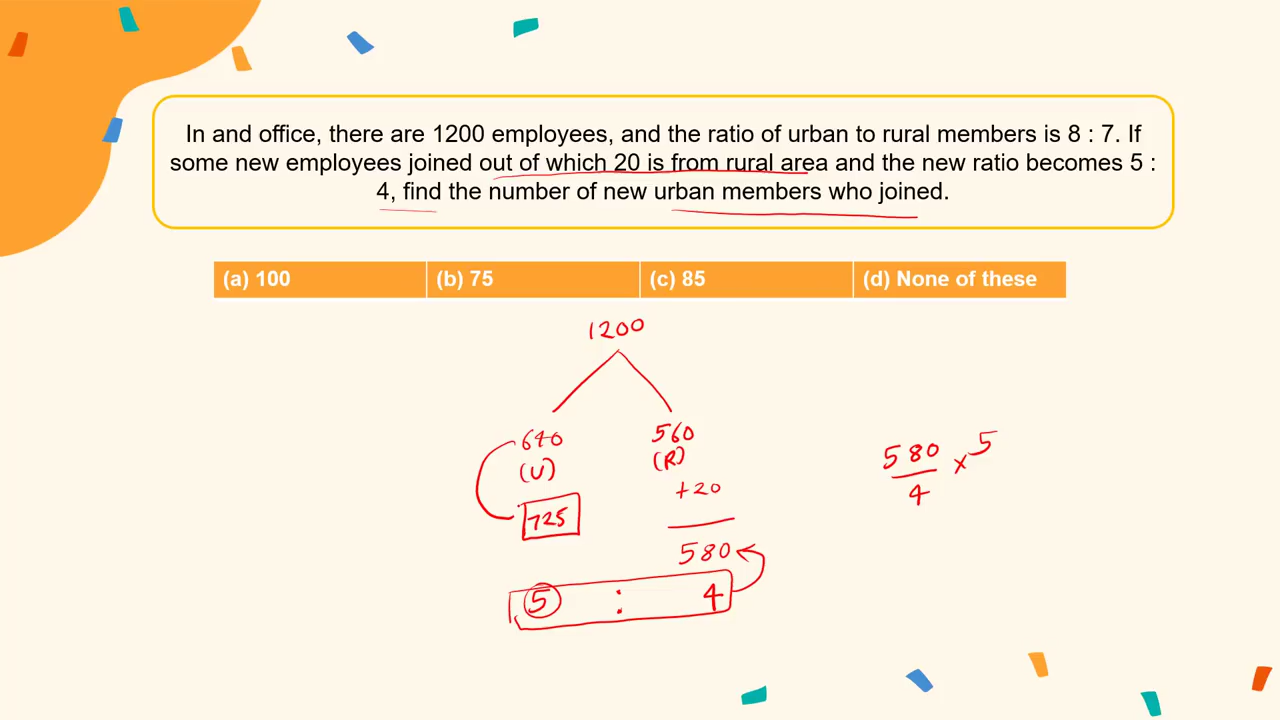 In and office, there are 1200 employees, and the ratio of urban to rural members is 8 : 7. If
some new employees joined out of which 20 is from rural area and the new ratio becomes 5 :
4, find the number of new urban members who joined.
(a) 100 (b) 75 (c) 85 (d) None of these
1200
640 560
(U) (R)
+20
725
580
5 : 4
580/4 × 5